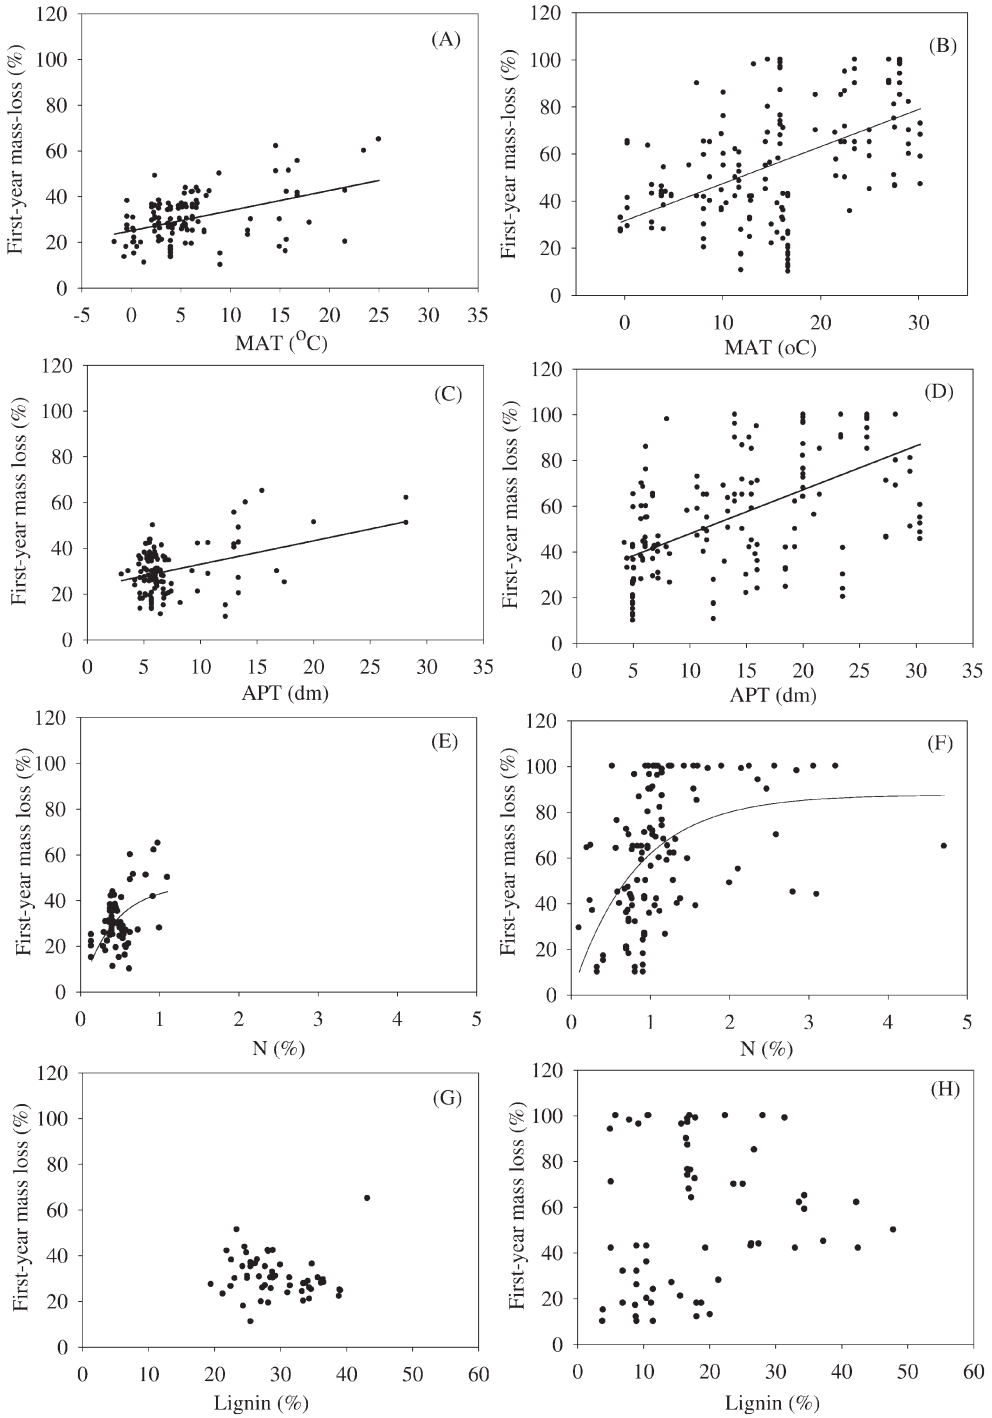 120
100
80
60
40
20
0
First-year mass-loss (%)
(A)
-5 0 5 10 15 20 25 30 35
MAT (OC)
120
100
80
60
40
20
0
First-year mass-loss (%)
(B)
0 10 20 30
MAT (oC)
120
100
80
60
40
20
0
First-year mass loss (%)
(C)
0 5 10 15 20 25 30 35
APT (dm)
120
100
80
60
40
20
0
First-year mass loss (%)
(D)
0 5 10 15 20 25 30 35
APT (dm)
120
100
80
60
40
20
0
First-year mass loss (%)
(E)
0 1 2 3 4 5
N (%)
120
100
80
60
40
20
0
First-year mass loss (%)
(F)
0 1 2 3 4 5
N (%)
120
100
80
60
40
20
0
First-year mass loss (%)
(G)
0 10 20 30 40 50 60
Lignin (%)
120
100
80
60
40
20
0
First-year mass loss (%)
(H)
0 10 20 30 40 50 60
Lignin (%)